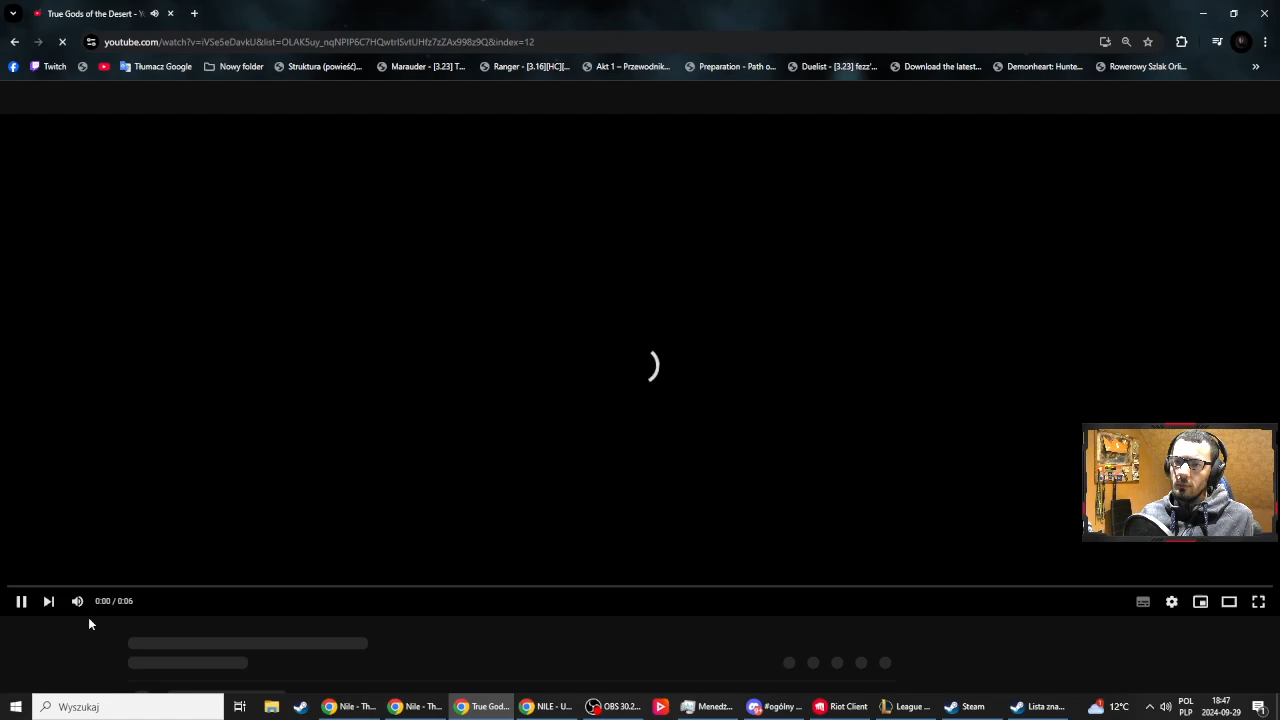 True Gods of the Desert - Yo
youtube.com/watch?v=iVSe5eDavkU&list=OLAK5uy_nqNPIP6C7HQwtrISvtUHfz7zZAx998z9Q&index=12
Twitch Tłumacz Google Nowy folder Struktura (powieść)... Marauder - [3.23] T... Ranger - [3.16][HC][... Akt 1 – Przewodnik... Preparation - Path o... Duelist - [3.23] fezz'... Download the latest... Demonheart: Hunte... Rowerowy Szlak Orli... »
0:00 / 0:06
Wyszukaj Nile - Th... Nile - Th... True God... NILE - U... OBS 30.2... Menedż... #ogólny ... Riot Client League ... Steam Lista zna... 12°C POL 18:47
PLP 2024-09-29 1